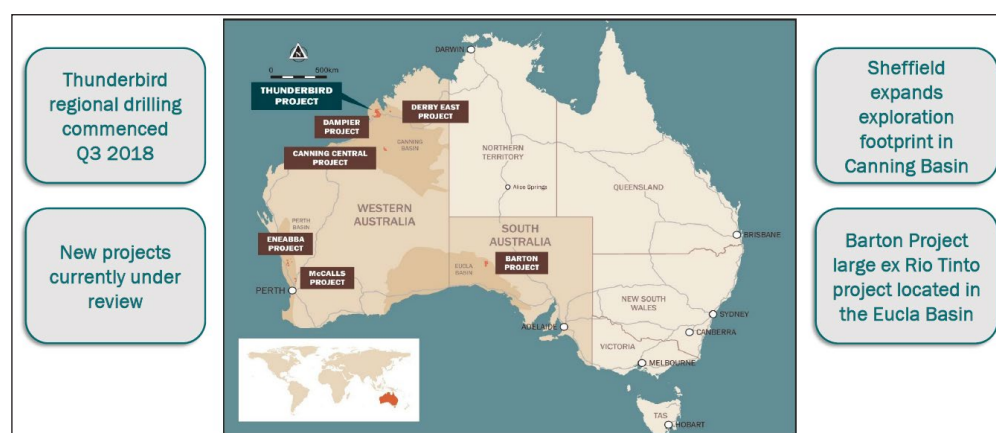 Thunderbird
regional drilling
commenced
Q3 2018
New projects
currently under
review
DARWIN
0 500km
THUNDERBIRD
PROJECT
DERBY EAST
PROJECT
DAMPIER
PROJECT
CANNING
BASIN
CANNING CENTRAL
PROJECT
NORTHERN
TERRITORY
Alice Springs
QUEENSLAND
WESTERN
AUSTRALIA
PERTH
BASIN
SOUTH
AUSTRALIA
ENEABBA
PROJECT
BRISBANE
EUCLA
BASIN
BARTON
PROJECT
McCALLS
PROJECT
PERTH
NEW SOUTH
WALES
SYDNEY
ADELAIDE
CANBERRA
VICTORIA
MELBOURNE
TAS
HOBART
Sheffield
expands
exploration
footprint in
Canning Basin
Barton Project
large ex Rio Tinto
project located in
the Eucla Basin